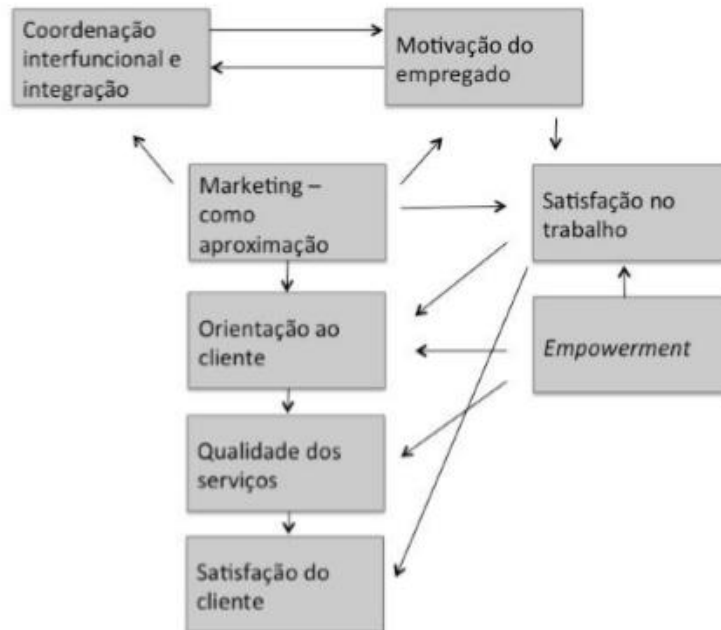 Coordenação
interfuncional e
integração
Motivação do
empregado
Marketing –
como
aproximação
Satisfação no
trabalho
Orientação ao
cliente
Empowerment
Qualidade dos
serviços
Satisfação do
cliente